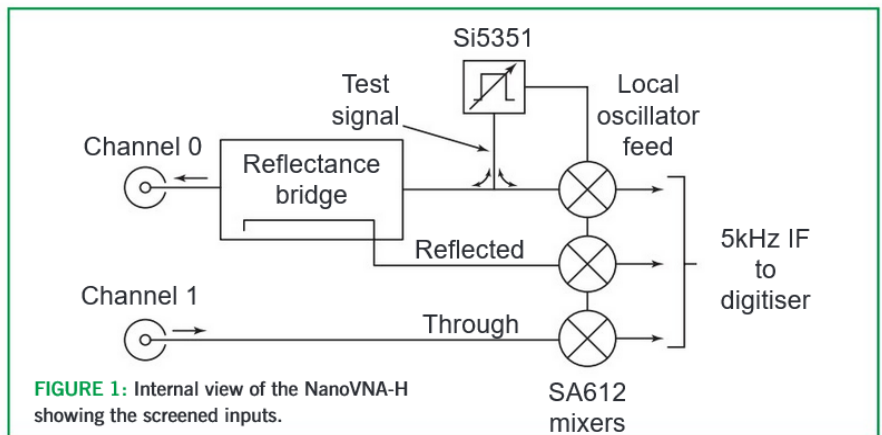 Si5351
Test
signal
Local
oscillator
feed
Channel 0
Reflectance
bridge
Reflected
5kHz IF
to
digitiser
Channel 1
Through
SA612
mixers
FIGURE 1: Internal view of the NanoVNA-H
showing the screened inputs.